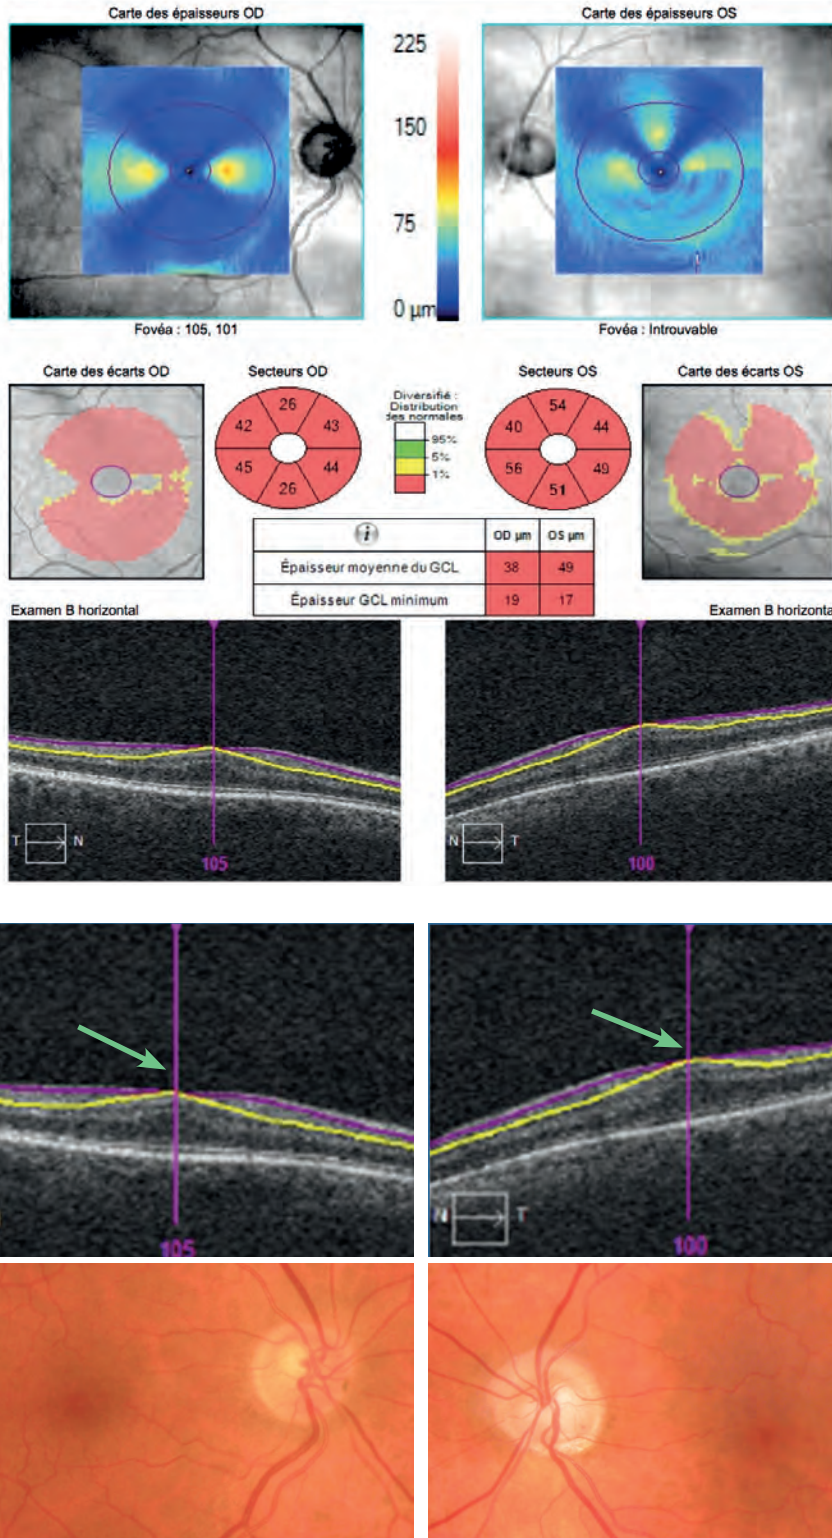 Carte des épaisseurs OD
Carte des épaisseurs OS
225
150
75
0 µm
Fovéa : 105, 101
Fovéa : Introuvable
Carte des écarts OD
Secteurs OD
Secteurs OS
Carte des écarts OS
26
42 43
45 44
26
Diversifié :
Distribution
des normales
95%
5%
1%
54
40 44
56 49
51
i OD µm OS µm
Épaisseur moyenne du GCL 38 49
Épaisseur GCL minimum 19 17
Examen B horizontal
Examen B horizonta
T N
105
N T
100
105
N T
100